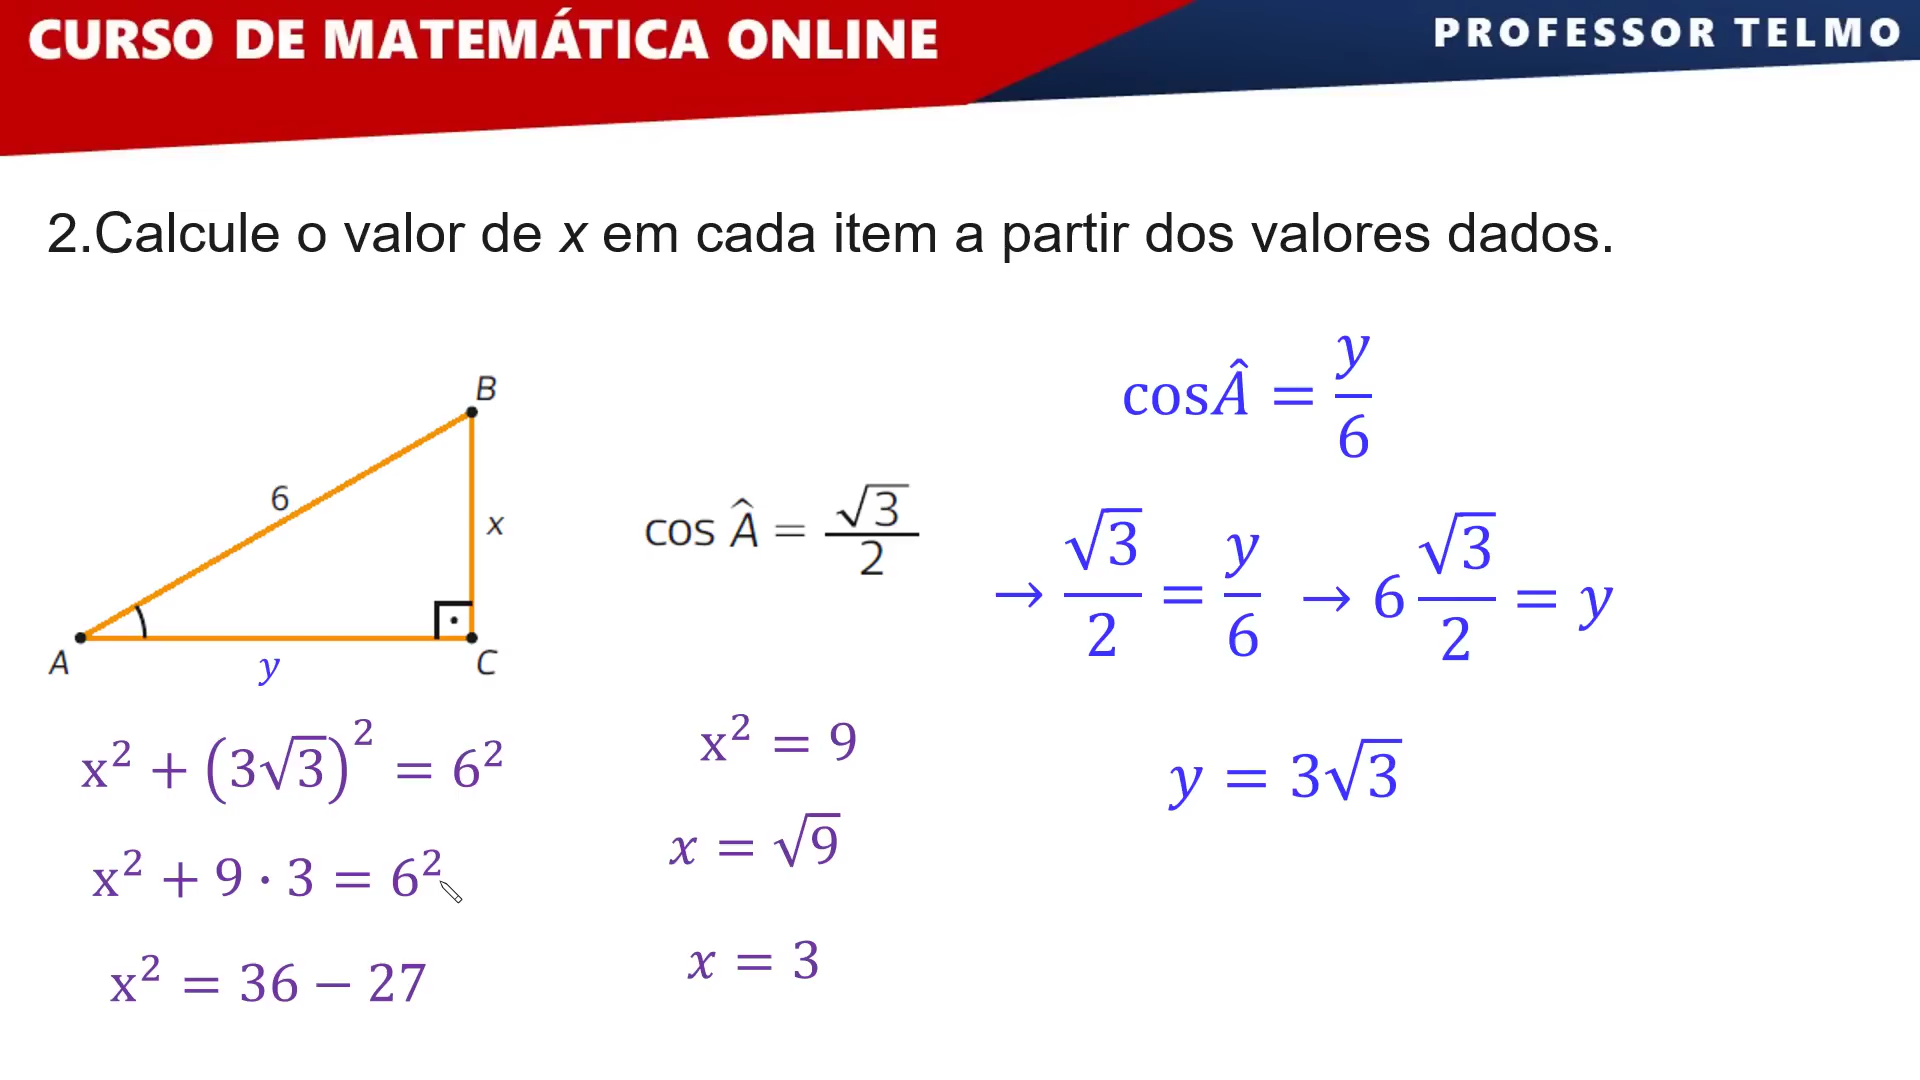 CURSO DE MATEMÁTICA ONLINE
PROFESSOR TELMO
2.Calcule o valor de x em cada item a partir dos valores dados.
B
6
x
A
y
C
cos Â = √3/2
cosÂ = y/6
→ √3/2 = y/6 → 6 √3/2 = y
y = 3√3
x² + (3√3)² = 6²
x² + 9 · 3 = 6²
x² = 36 − 27
x² = 9
x = √9
x = 3